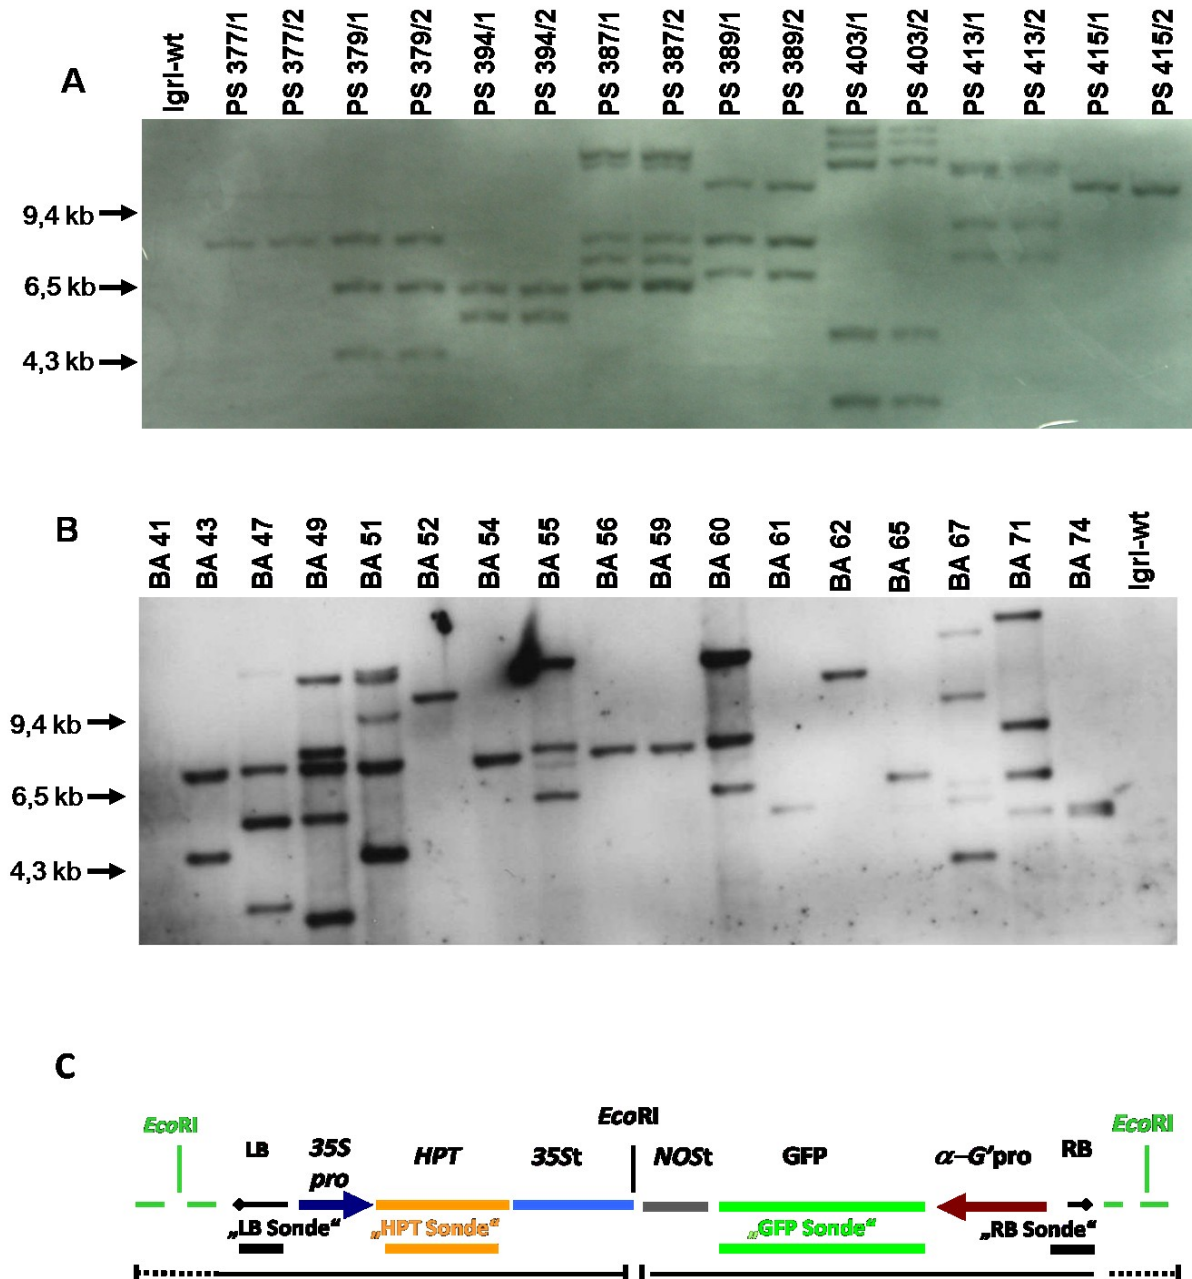 A
Igri-wt PS 377/1 PS 377/2 PS 379/1 PS 379/2 PS 394/1 PS 394/2 PS 387/1 PS 387/2 PS 389/1 PS 389/2 PS 403/1 PS 403/2 PS 413/1 PS 413/2 PS 415/1 PS 415/2
9,4 kb
6,5 kb
4,3 kb
B
BA 41 BA 43 BA 47 BA 49 BA 51 BA 52 BA 54 BA 55 BA 56 BA 59 BA 60 BA 61 BA 62 BA 65 BA 67 BA 71 BA 74 Igri-wt
9,4 kb
6,5 kb
4,3 kb
C
EcoRI EcoRI EcoRI
LB 35S pro HPT 35St NOSt GFP α-G'pro RB
„LB Sonde“ „HPT Sonde“ „GFP Sonde“ „RB Sonde“